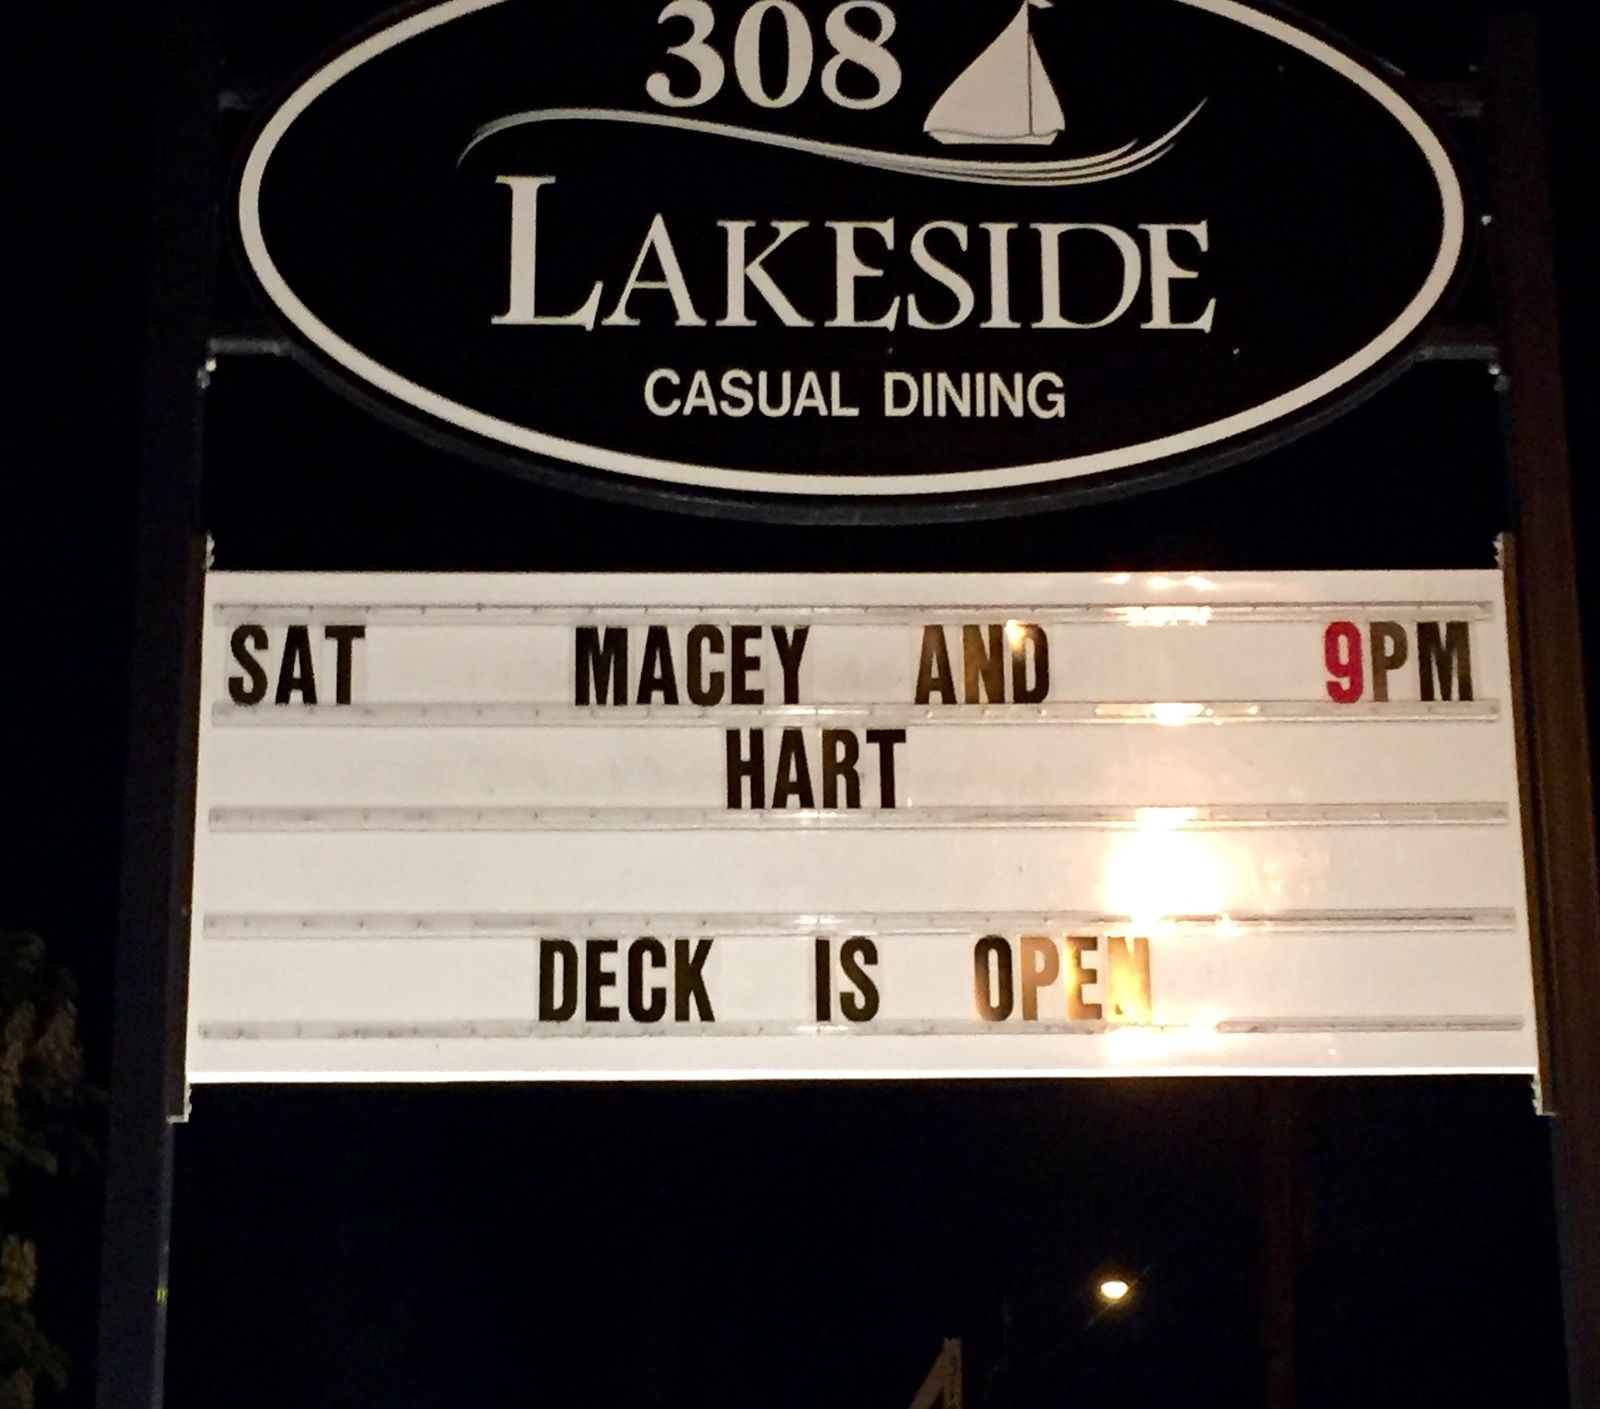 308
LAKESIDE
CASUAL DINING
SAT MACEY AND 9PM
HART
DECK IS OPEN